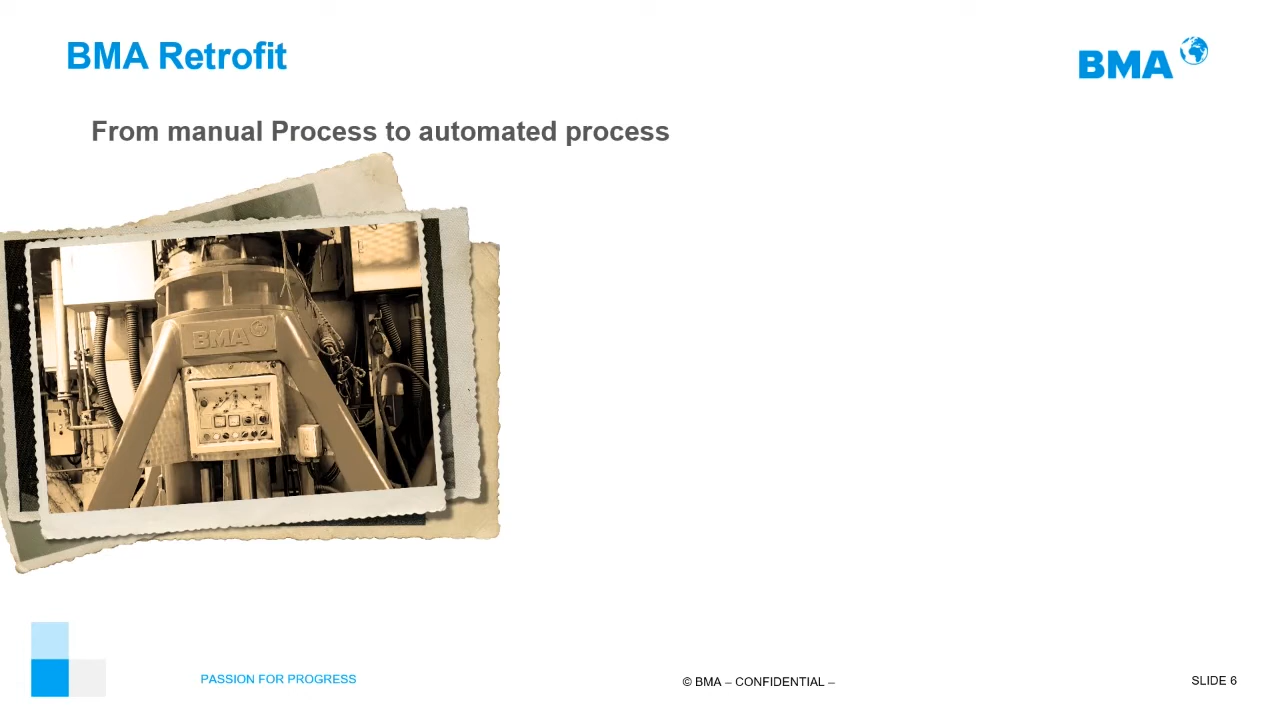 BMA Retrofit
BMA
From manual Process to automated process
BMA
PASSION FOR PROGRESS
© BMA – CONFIDENTIAL –
SLIDE 6